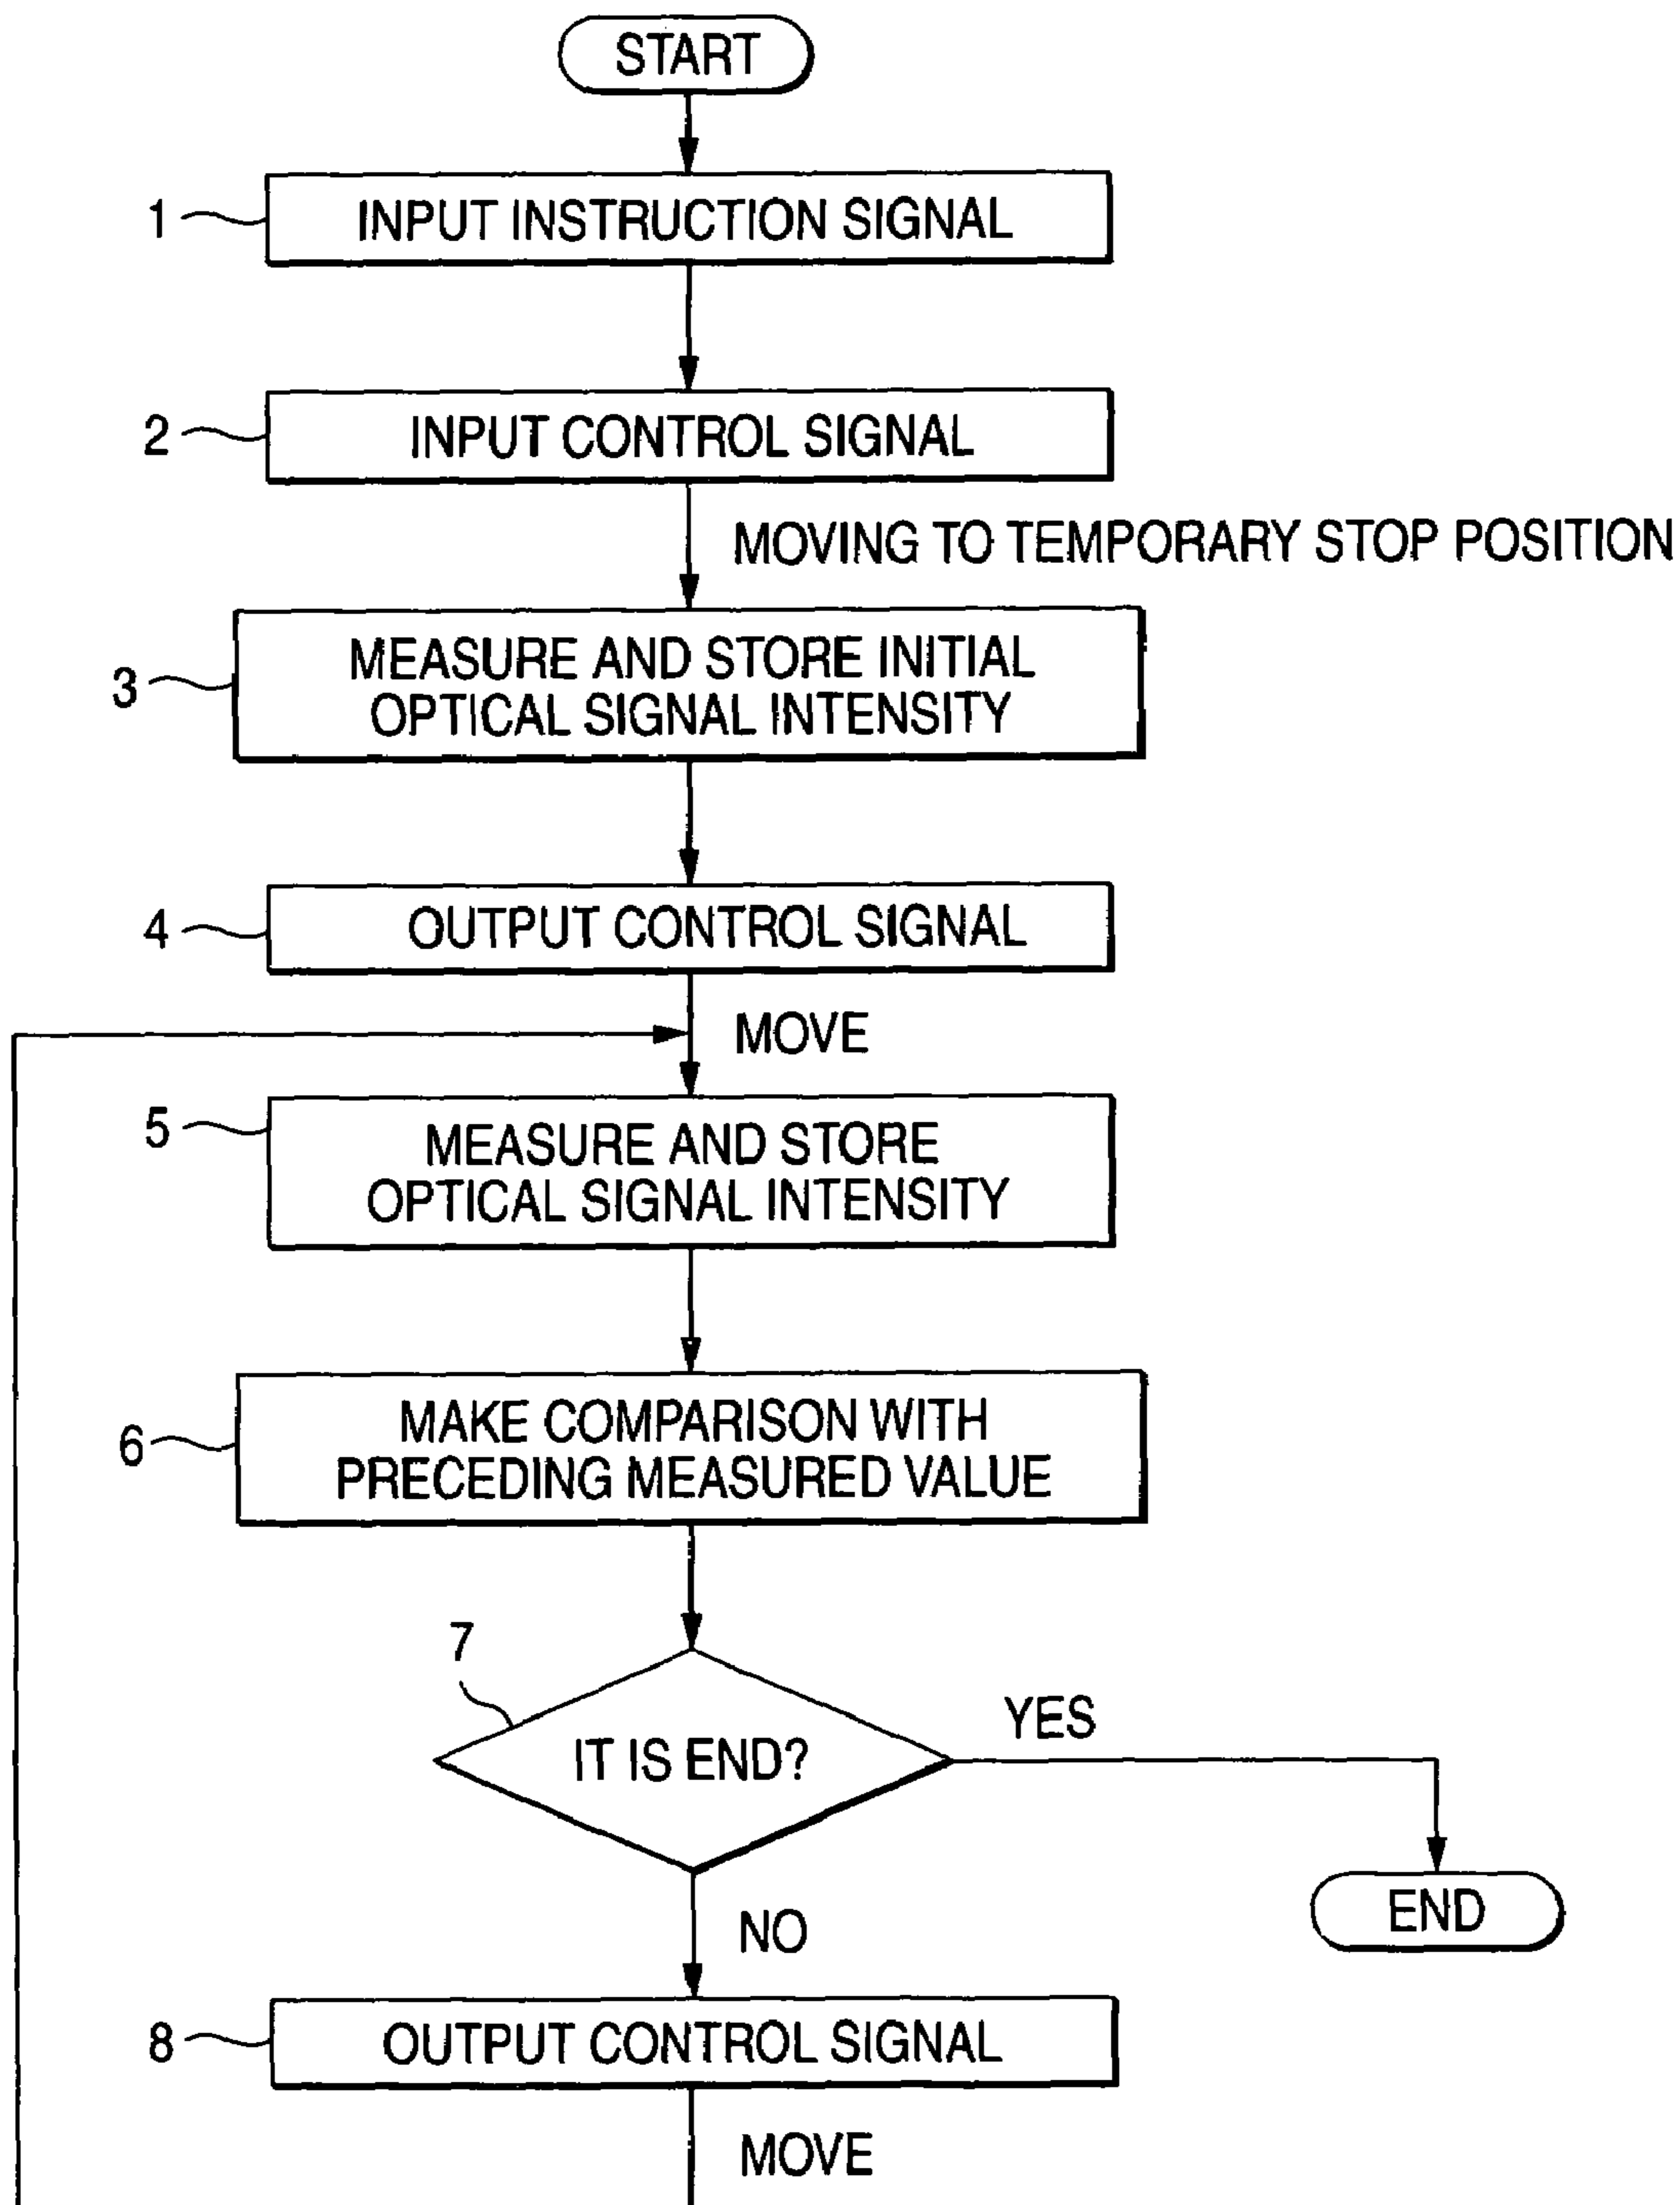 START
1
INPUT INSTRUCTION SIGNAL
2
INPUT CONTROL SIGNAL
MOVING TO TEMPORARY STOP POSITION
3
MEASURE AND STORE INITIAL
OPTICAL SIGNAL INTENSITY
4
OUTPUT CONTROL SIGNAL
MOVE
5
MEASURE AND STORE
OPTICAL SIGNAL INTENSITY
6
MAKE COMPARISON WITH
PRECEDING MEASURED VALUE
7
IT IS END?
YES
END
NO
8
OUTPUT CONTROL SIGNAL
MOVE